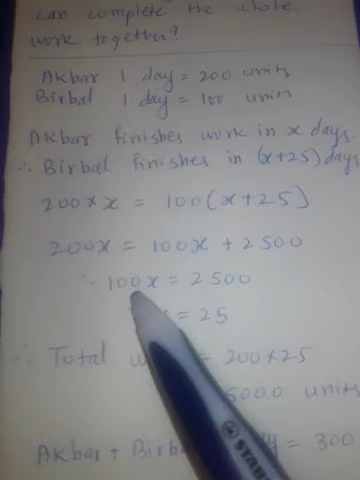 can complete the whole
work together?
Akbar 1 day = 200 units
Birbal 1 day = 100 units
Akbar finishes work in x days
∴ Birbal finishes in (x+25) days
200 × x = 100(x+25)
200x = 100x + 2500
∴ 100x = 2500
= 25
∴ Total = 200 × 25
5000 units
Akbar + = 300
STABILO